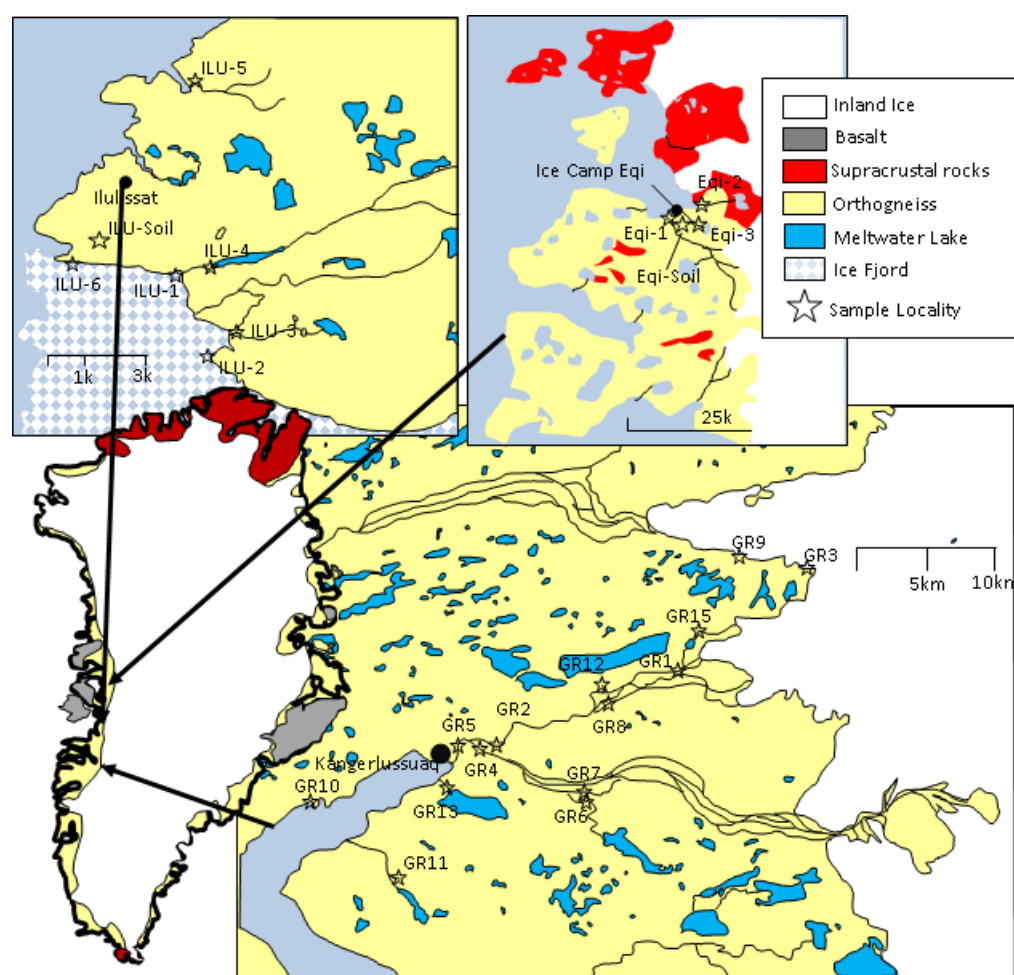 ILU-5
Ilulissat
ILU-Soil
ILU-4
ILU-6
ILU-1
ILU-3
ILU-2
1k
3k
Ice Camp Eqi
Eqi-2
Eqi-1
Eqi-3
Eqi-Soil
25k
Inland Ice
Basalt
Supracrustal rocks
Orthogneiss
Meltwater Lake
Ice Fjord
Sample Locality
GR9
GR3
5km
10km
GR15
GR12
GR1
GR2
GR8
GR5
GR4
Kangerlussuaq
GR10
GR13
GR7
GR6
GR11